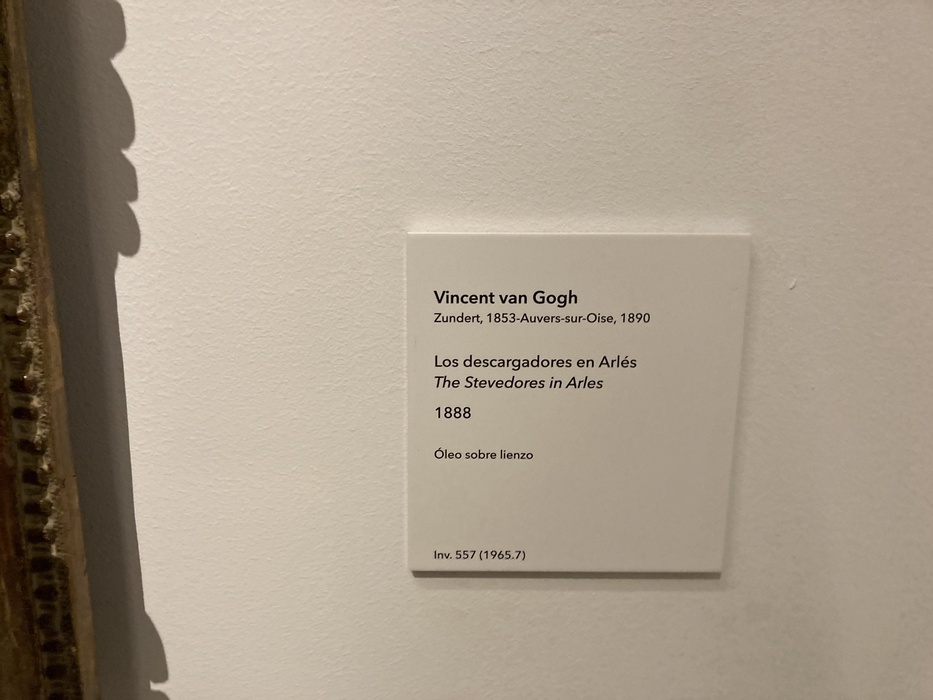 Vincent van Gogh
Zundert, 1853-Auvers-sur-Oise, 1890
Los descargadores en Arlés
The Stevedores in Arles
1888
Óleo sobre lienzo
Inv. 557 (1965.7)